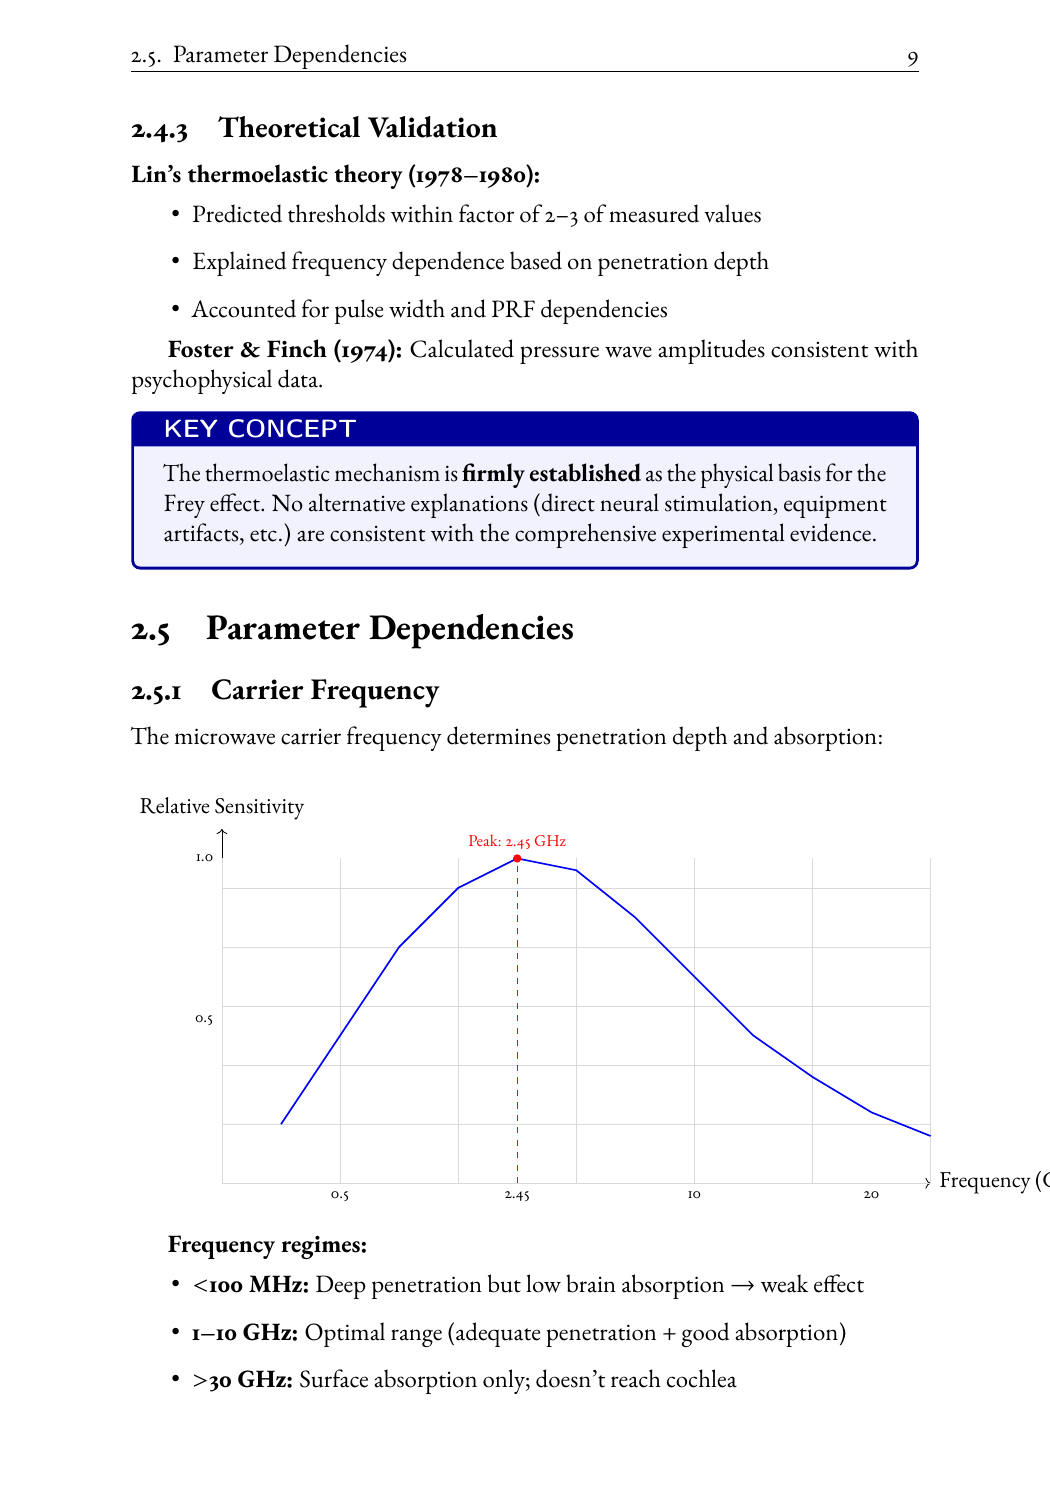 2.5. Parameter Dependencies 9
2.4.3 Theoretical Validation
Lin's thermoelastic theory (1978–1980):
• Predicted thresholds within factor of 2–3 of measured values
• Explained frequency dependence based on penetration depth
• Accounted for pulse width and PRF dependencies
Foster & Finch (1974): Calculated pressure wave amplitudes consistent with
psychophysical data.
KEY CONCEPT
The thermoelastic mechanism is firmly established as the physical basis for the
Frey effect. No alternative explanations (direct neural stimulation, equipment
artifacts, etc.) are consistent with the comprehensive experimental evidence.
2.5 Parameter Dependencies
2.5.1 Carrier Frequency
The microwave carrier frequency determines penetration depth and absorption:
Relative Sensitivity
Peak: 2.45 GHz
1.0
0.5
Frequency (
0.5 2.45 10 20
Frequency regimes:
• <100 MHz: Deep penetration but low brain absorption → weak effect
• 1–10 GHz: Optimal range (adequate penetration + good absorption)
• >30 GHz: Surface absorption only; doesn't reach cochlea